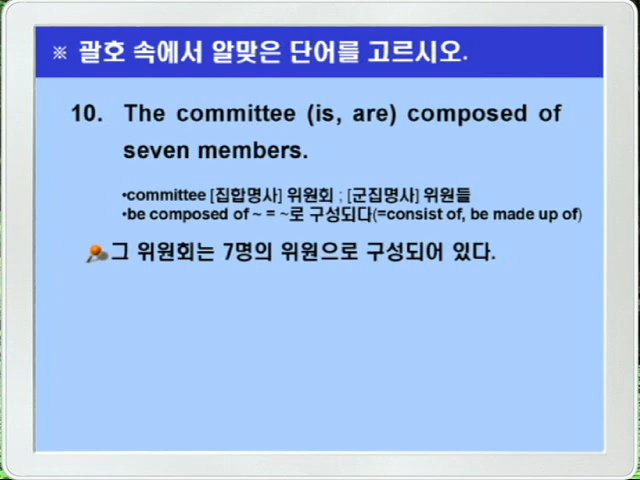 ※ 괄호 속에서 알맞은 단어를 고르시오.
10. The committee (is, are) composed of
seven members.
•committee [집합명사] 위원회 ; [군집명사] 위원들
•be composed of ~ = ~로 구성되다(=consist of, be made up of)
그 위원회는 7명의 위원으로 구성되어 있다.